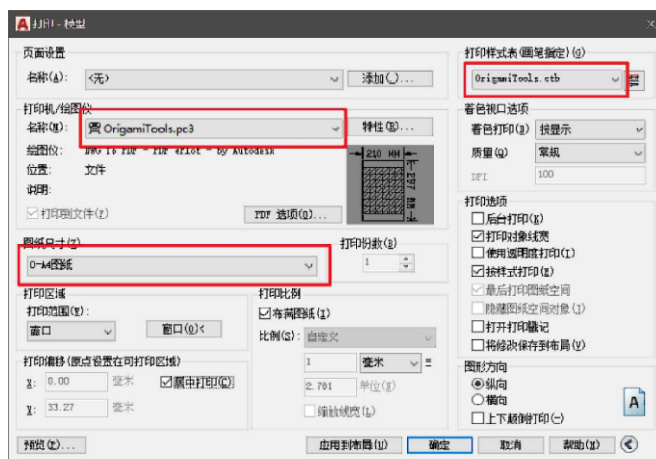 打印 - 模型
页面设置
名称(A):
<无>
添加(.)...
打印机/绘图仪
名称(M):
OrigamiTools.pc3
特性(R)...
绘图仪:
DWG To PDF - PDF ePlot - by Autodesk
位置:
文件
说明:
打印到文件(F)
PDF 选项(O)...
210 MM
297 MM
图纸尺寸(Z)
0-A4图纸
打印份数(B)
1
打印区域
打印范围(W):
窗口
窗口(O)<
打印比例
布满图纸(I)
比例(S):
自定义
1
毫米
=
2.781
单位(N)
缩放线宽(L)
打印偏移(原点设置在可打印区域)
X:
0.00
毫米
居中打印(C)
Y:
33.27
毫米
打印样式表(画笔指定)(G)
OrigamiTools.ctb
着色视口选项
着色打印(D)
按显示
质量(Q)
常规
DPI
100
打印选项
后台打印(K)
打印对象线宽
使用透明度打印(T)
按样式打印(E)
最后打印图纸空间
隐藏图纸空间对象(J)
打开打印戳记
将修改保存到布局(V)
图形方向
纵向
横向
上下颠倒打印(-)
A
预览(P)...
应用到布局(U)
确定
取消
帮助(H)